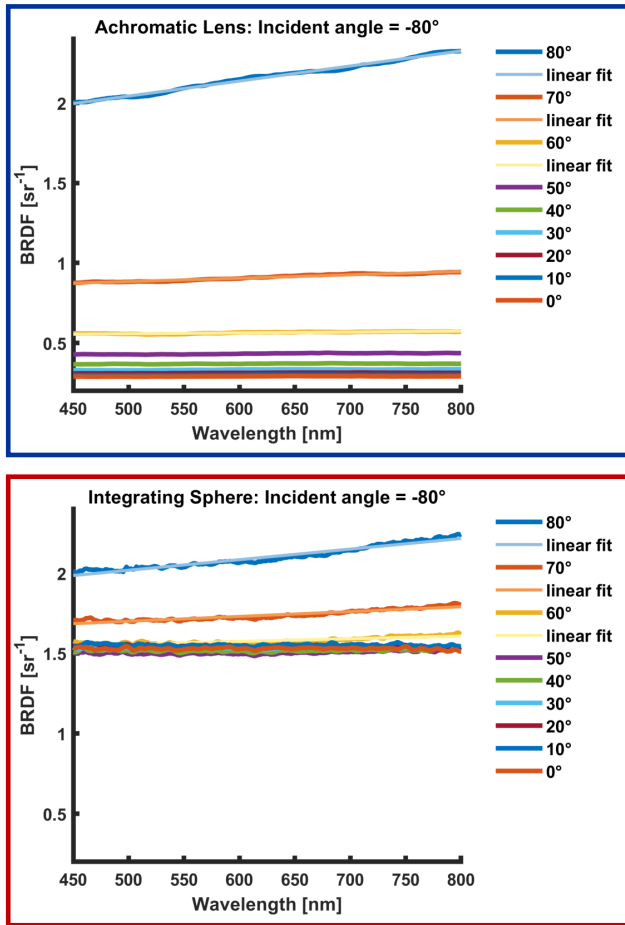 Achromatic Lens: Incident angle = -80°
2
1.5
1
0.5
BRDF [sr⁻¹]
450 500 550 600 650 700 750 800
Wavelength [nm]
80°
linear fit
70°
linear fit
60°
linear fit
50°
40°
30°
20°
10°
0°
Integrating Sphere: Incident angle = -80°
2
1.5
1
0.5
BRDF [sr⁻¹]
450 500 550 600 650 700 750 800
Wavelength [nm]
80°
linear fit
70°
linear fit
60°
linear fit
50°
40°
30°
20°
10°
0°